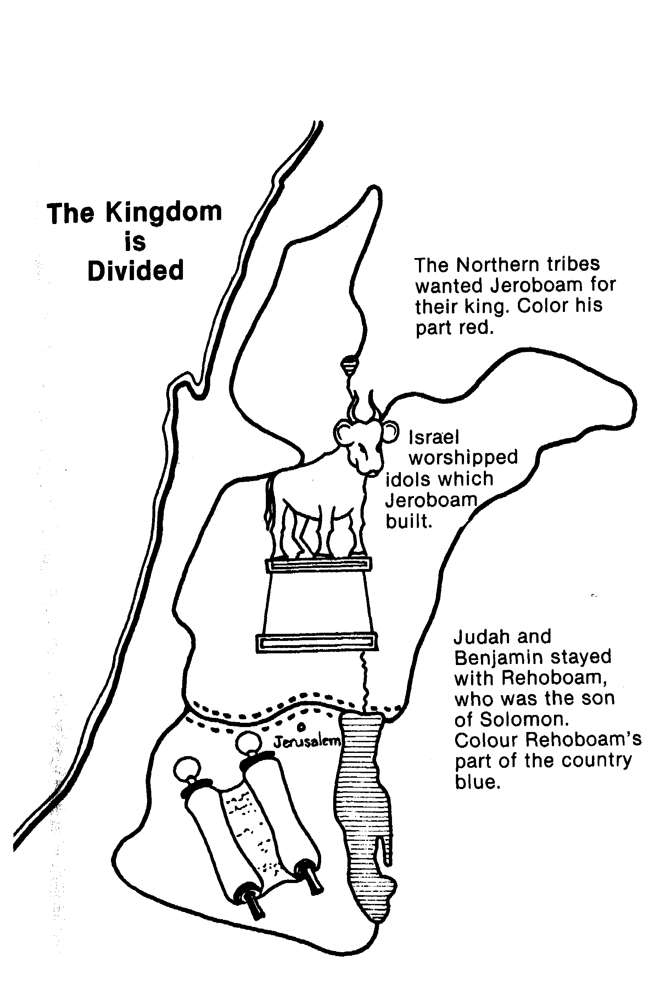 The Kingdom
is
Divided
The Northern tribes
wanted Jeroboam for
their king. Color his
part red.
Israel
worshipped
idols which
Jeroboam
built.
Judah and
Benjamin stayed
with Rehoboam,
who was the son
of Solomon.
Colour Rehoboam's
part of the country
blue.
Jerusalem